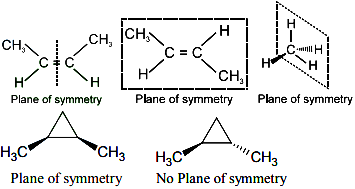 CH₃ CH₃
C = C
H H
Plane of symmetry
CH₃ H
C = C
H CH₃
Plane of symmetry
H
C H
H H
Plane of symmetry
H₃C CH₃
Plane of symmetry
H₃C CH₃
No Plane of symmetry